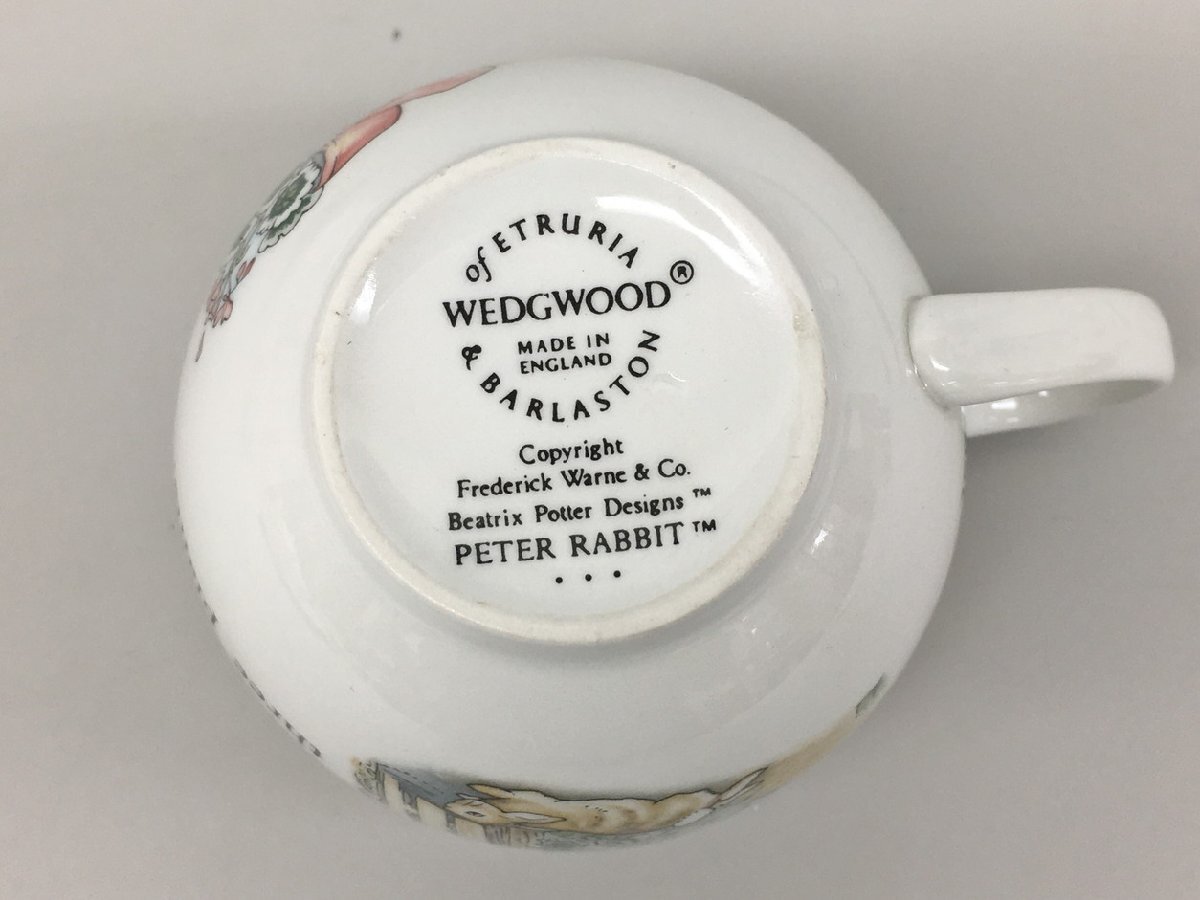 of ETRURIA
WEDGWOOD®
MADE IN
ENGLAND
& BARLASTON
Copyright
Frederick Warne & Co.
Beatrix Potter Designs™
PETER RABBIT™
• • •